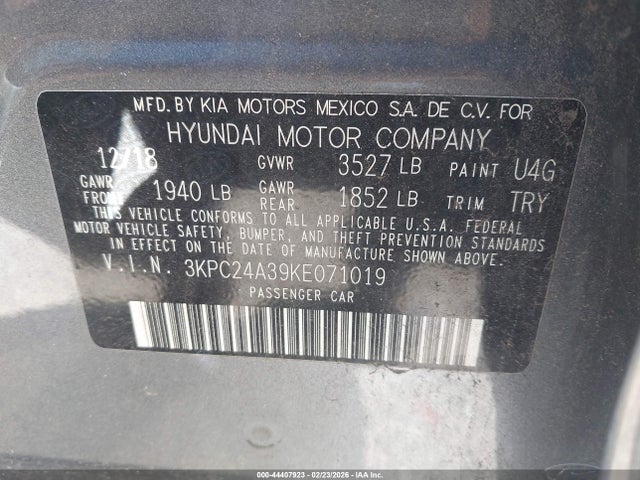 MFD. BY KIA MOTORS MEXICO S.A. DE C.V. FOR
HYUNDAI MOTOR COMPANY
12/18 GVWR 3527 LB PAINT U4G
GAWR FRONT 1940 LB GAWR REAR 1852 LB TRIM TRY
THIS VEHICLE CONFORMS TO ALL APPLICABLE U.S.A. FEDERAL
MOTOR VEHICLE SAFETY, BUMPER, AND THEFT PREVENTION STANDARDS
IN EFFECT ON THE DATE OF MANUFACTURE SHOWN ABOVE.
V.I.N. 3KPC24A39KE071019
PASSENGER CAR
000-44407923 | 02/23/2026 | Copyright © 2026 IAA, LLC